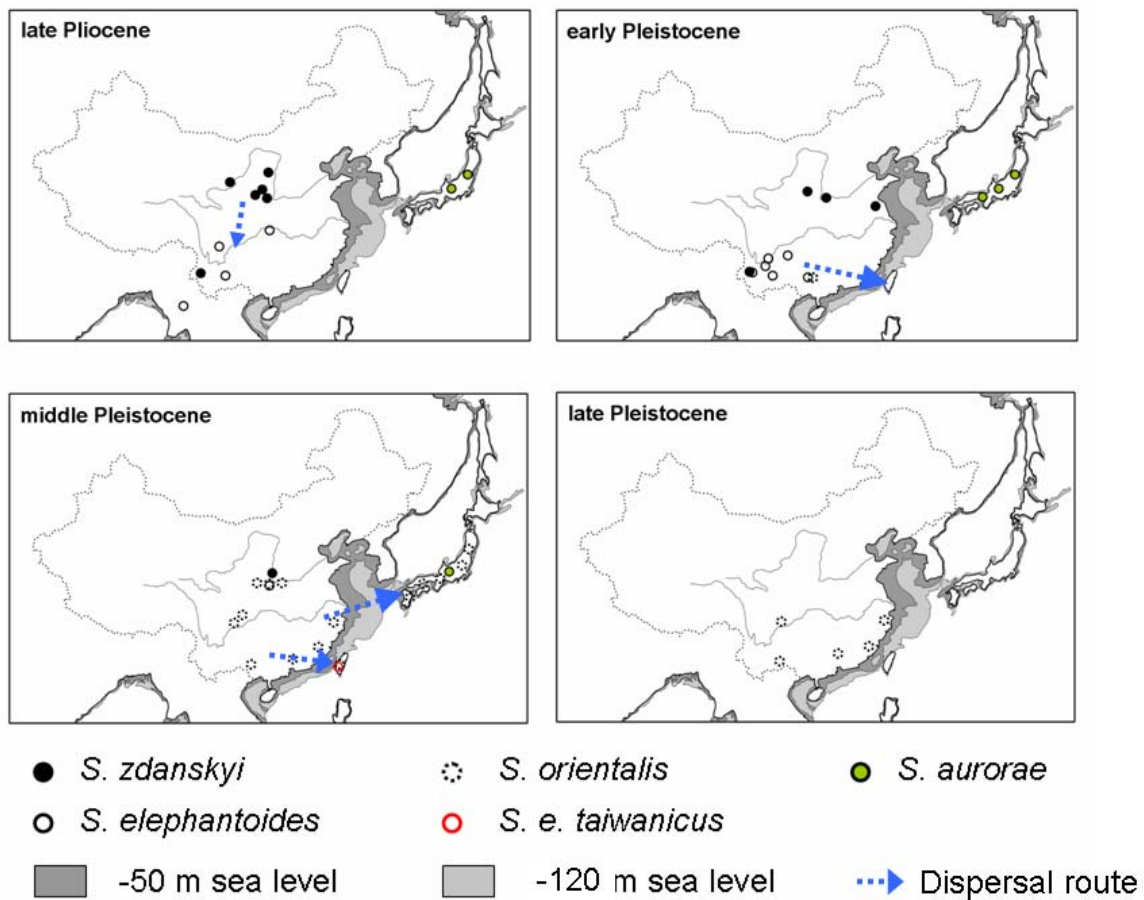 late Pliocene
early Pleistocene
middle Pleistocene
late Pleistocene
S. zdanskyi
S. orientalis
S. aurorae
S. elephantoides
S. e. taiwanicus
-50 m sea level
-120 m sea level
Dispersal route